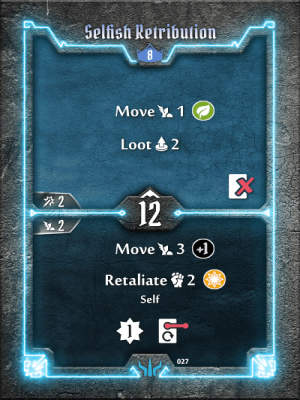 Selfish Retribution
8
Move 1
Loot 2
2
12
2
Move 3 +1
Retaliate 2
Self
1
027